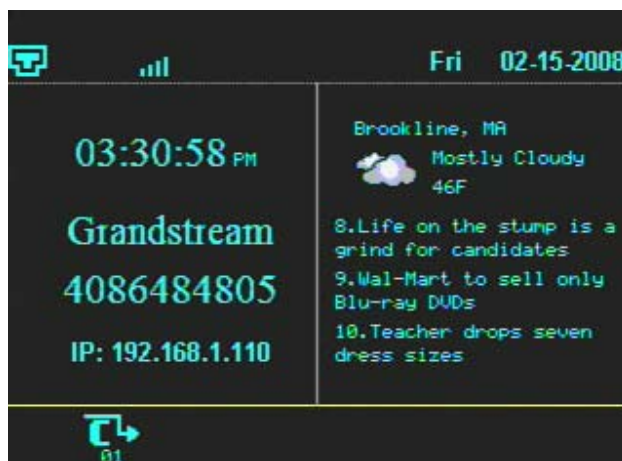 Fri 02-15-2008
03:30:58 PM
Grandstream
4086484805
IP: 192.168.1.110
Brookline, MA
Mostly Cloudy
46F
8.Life on the stump is a
grind for candidates
9.Wal-Mart to sell only
Blu-ray DVDs
10.Teacher drops seven
dress sizes
01